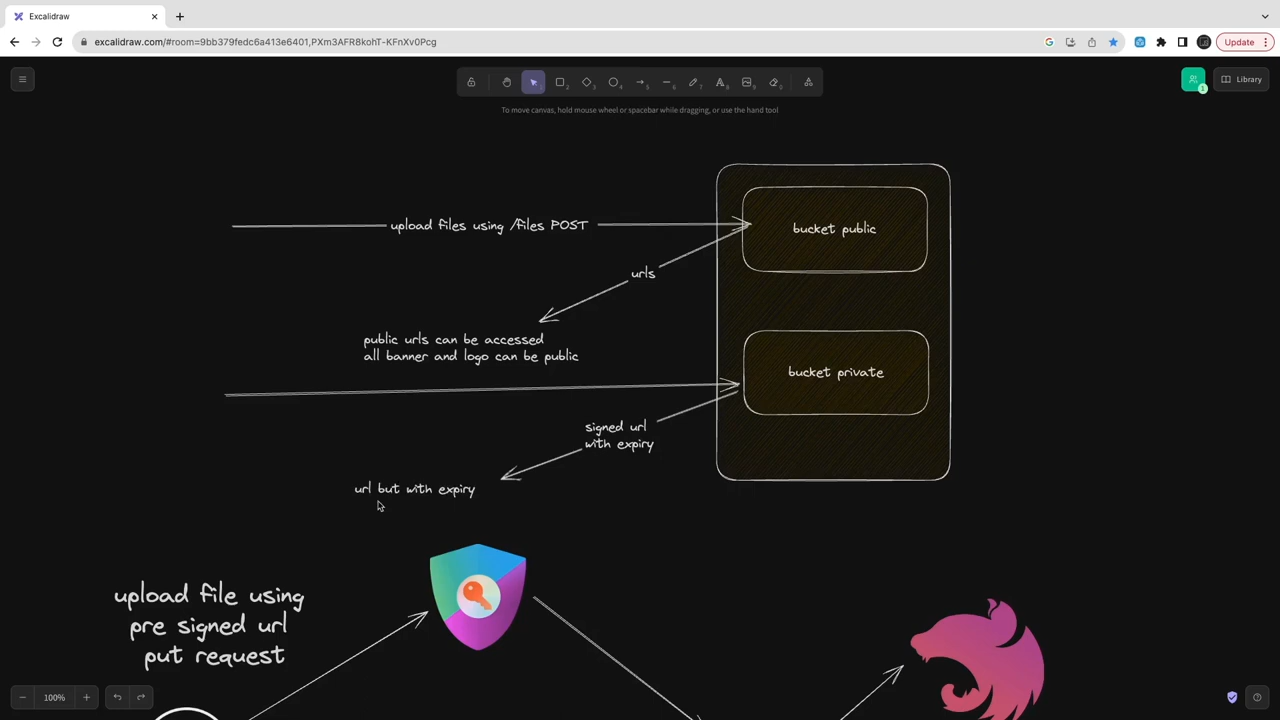 Excalidraw
excalidraw.com/#room=9bb379fedc6a413e6401,PXm3AFR8kohT-KFnXv0Pcg
Update
Library
To move canvas, hold mouse wheel or spacebar while dragging, or use the hand tool
upload files using /files POST
bucket public
urls
public urls can be accessed
all banner and logo can be public
bucket private
signed url
with expiry
url but with expiry
upload file using
pre signed url
put request
100%